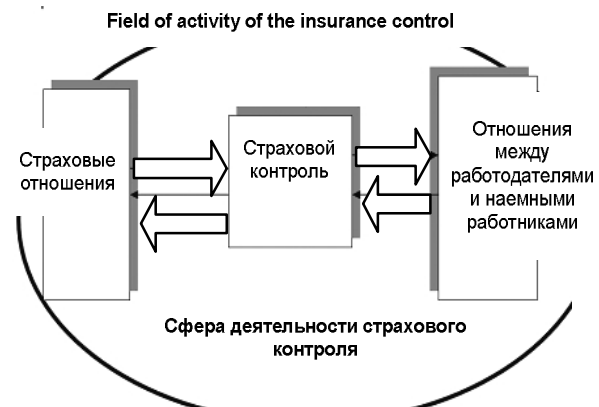 Field of activity of the insurance control
Страховые
отношения
Страховой
контроль
Отношения
между
работодателями
и наемными
работниками
Сфера деятельности страхового
контроля